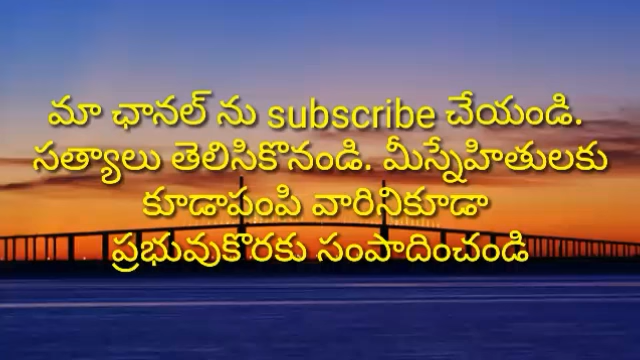 మా ఛానల్ ను subscribe చేయండి.
సత్యాలు తెలిసికొనండి. మీస్నేహితులకు
కూడాపంపి వారినికూడా
ప్రభువుకొరకు సంపాదించండి